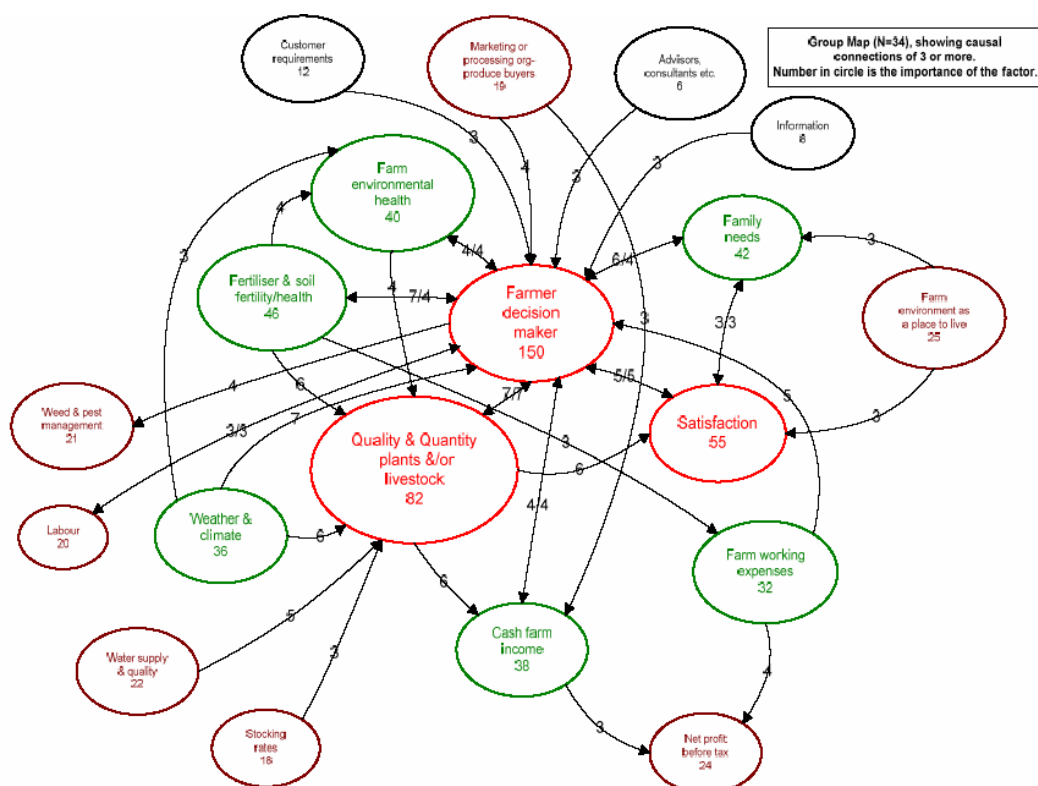 Group Map (N=34), showing causal
connections of 3 or more.
Number in circle is the importance of the factor.
Customer
requirements
12
Marketing or
processing org-
produce buyers
19
Advisors,
consultants etc.
6
Information
8
Farm
environmental
health
40
Family
needs
42
Fertiliser & soil
fertility/health
46
Farmer
decision
maker
150
Farm
environment as
a place to live
25
Weed & pest
management
21
Quality & Quantity
plants &/or
livestock
82
Satisfaction
55
Labour
20
Weather &
climate
36
Farm working
expenses
32
Water supply
& quality
22
Cash farm
income
38
Stocking
rates
18
Net profit
before tax
24
3
4
3
3
4
3
4/4
6/4
3
4
7/4
3
3/3
5/5
4
6
7/7
5
3
3/3
7
3
6
4/4
6
6
5
3
4
3